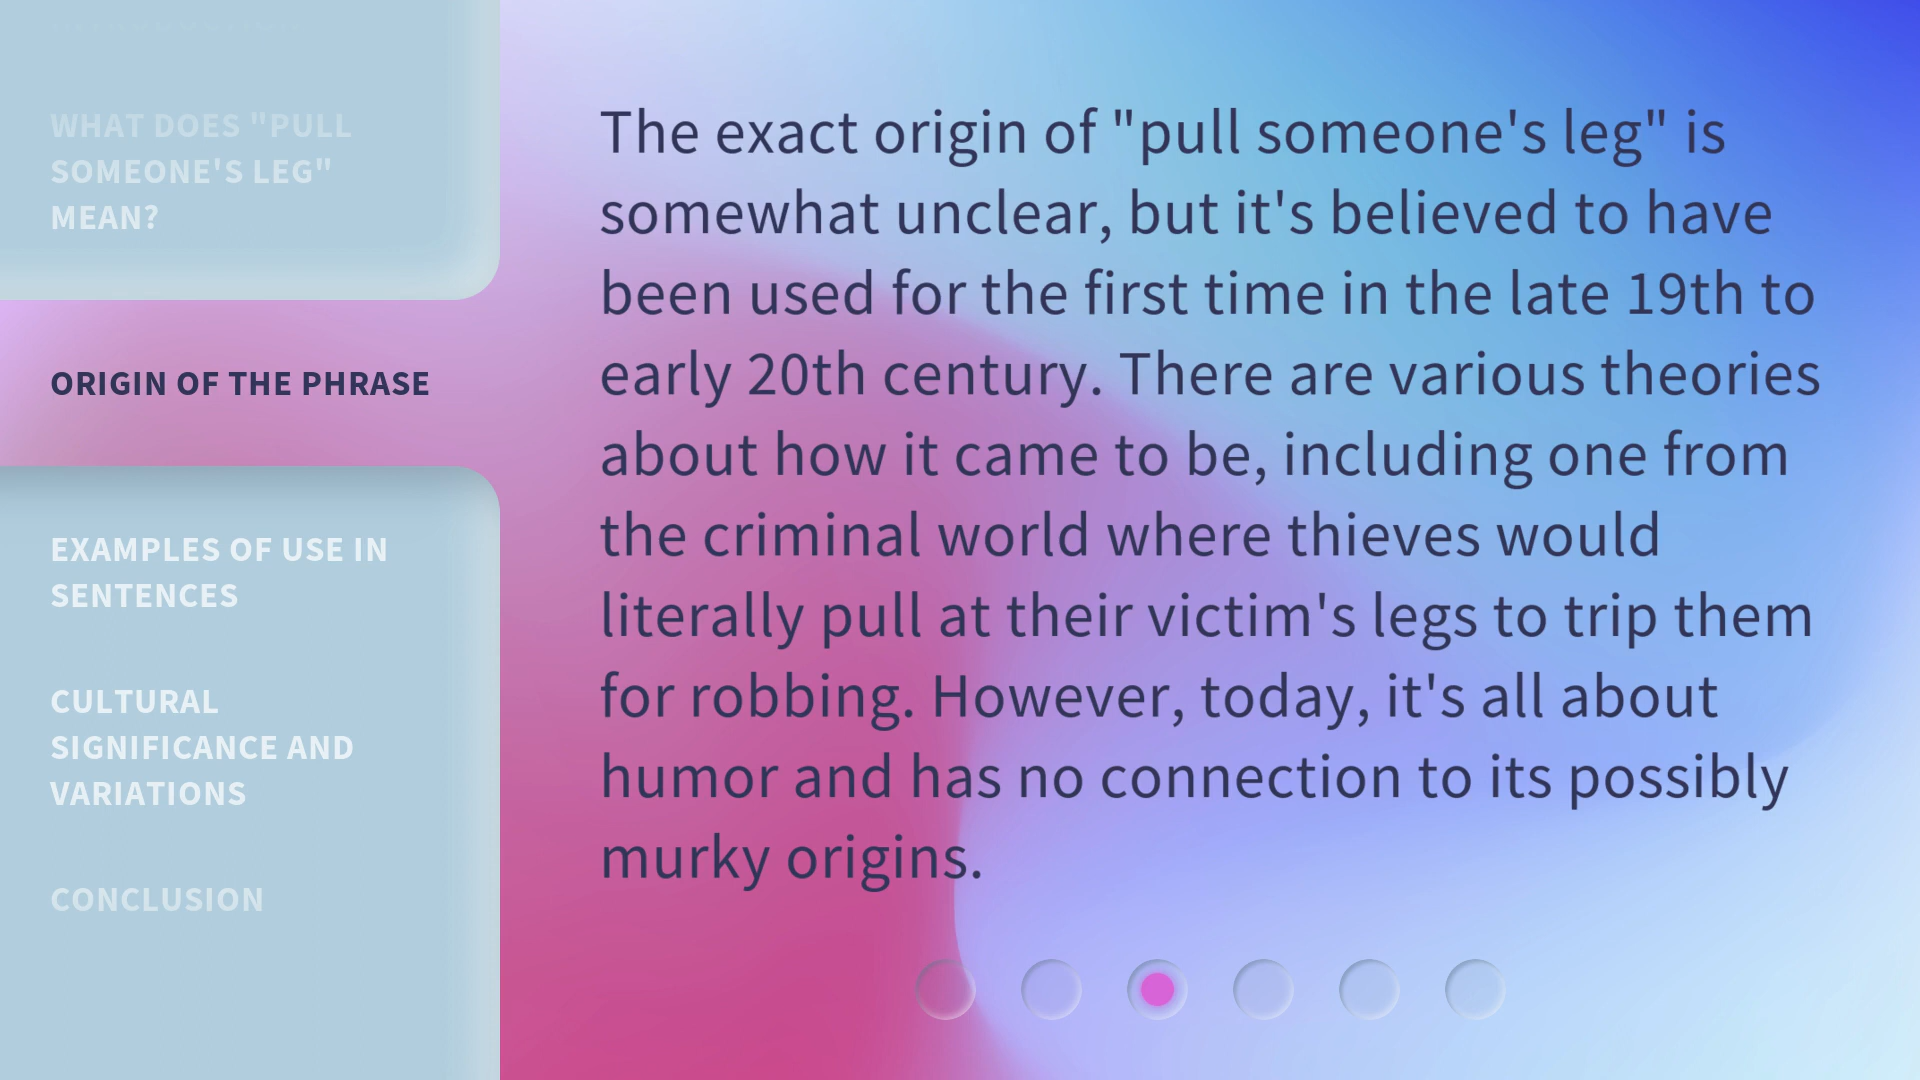 WHAT DOES "PULL
SOMEONE'S LEG"
MEAN?
ORIGIN OF THE PHRASE
EXAMPLES OF USE IN
SENTENCES
CULTURAL
SIGNIFICANCE AND
VARIATIONS
CONCLUSION
The exact origin of "pull someone's leg" is
somewhat unclear, but it's believed to have
been used for the first time in the late 19th to
early 20th century. There are various theories
about how it came to be, including one from
the criminal world where thieves would
literally pull at their victim's legs to trip them
for robbing. However, today, it's all about
humor and has no connection to its possibly
murky origins.